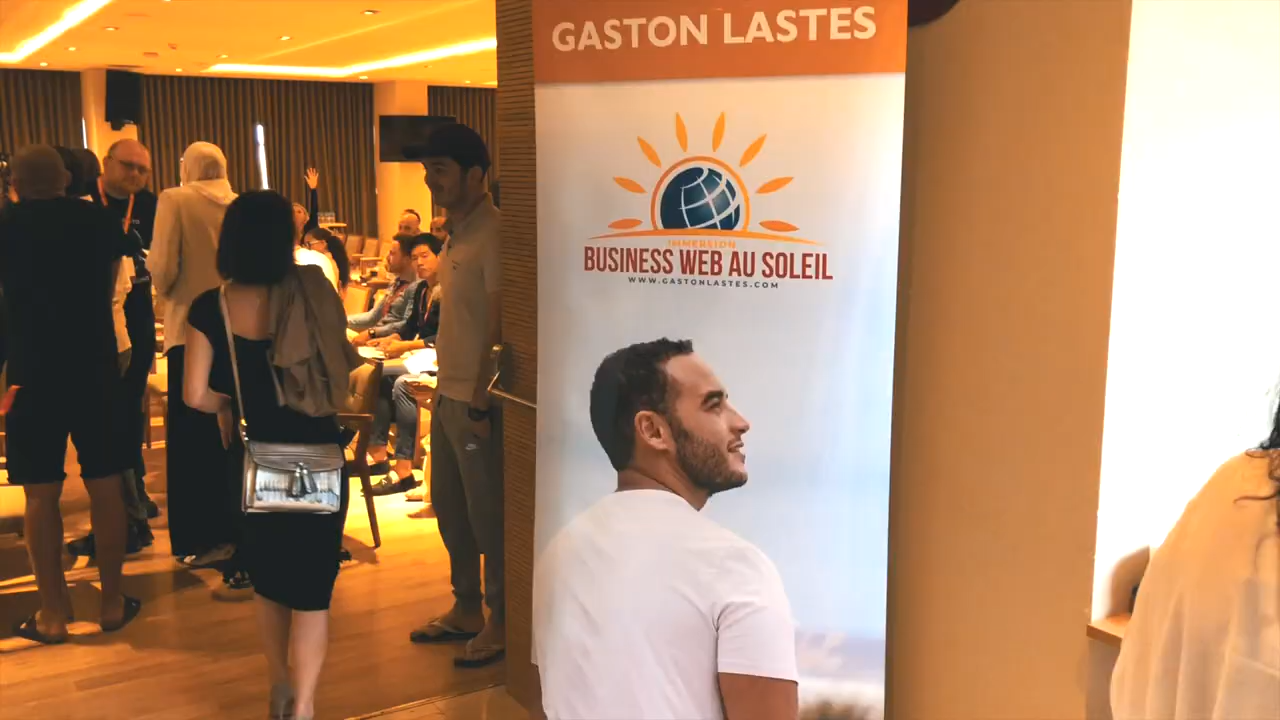 GASTON LASTES
IMMERSION
BUSINESS WEB AU SOLEIL
WWW.GASTONLASTES.COM